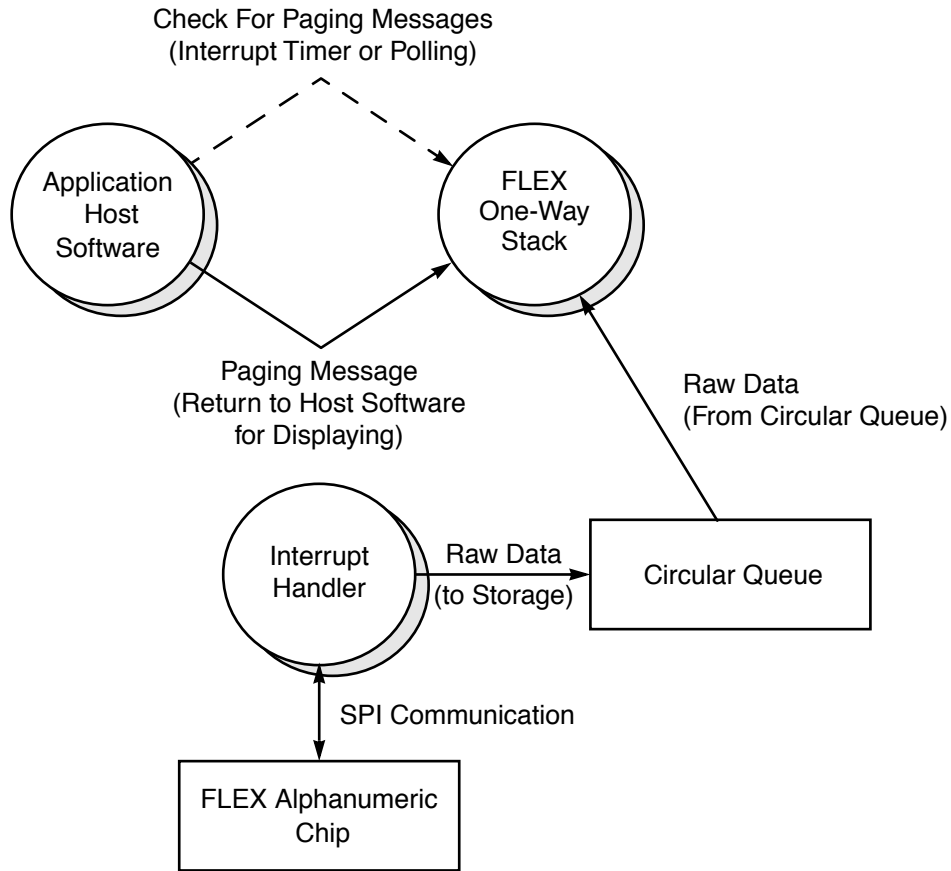 Check For Paging Messages
(Interrupt Timer or Polling)
Application
Host
Software
FLEX
One-Way
Stack
Paging Message
(Return to Host Software
for Displaying)
Raw Data
(From Circular Queue)
Interrupt
Handler
Raw Data
(to Storage)
Circular Queue
SPI Communication
FLEX Alphanumeric
Chip